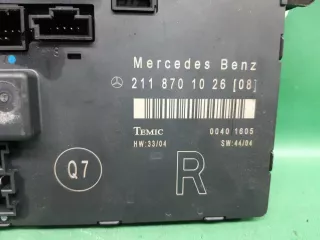 Mercedes Benz
211 870 10 26 [08]
TEMIC 0040 1605
HW:33/04 SW:44/04
Q7
R